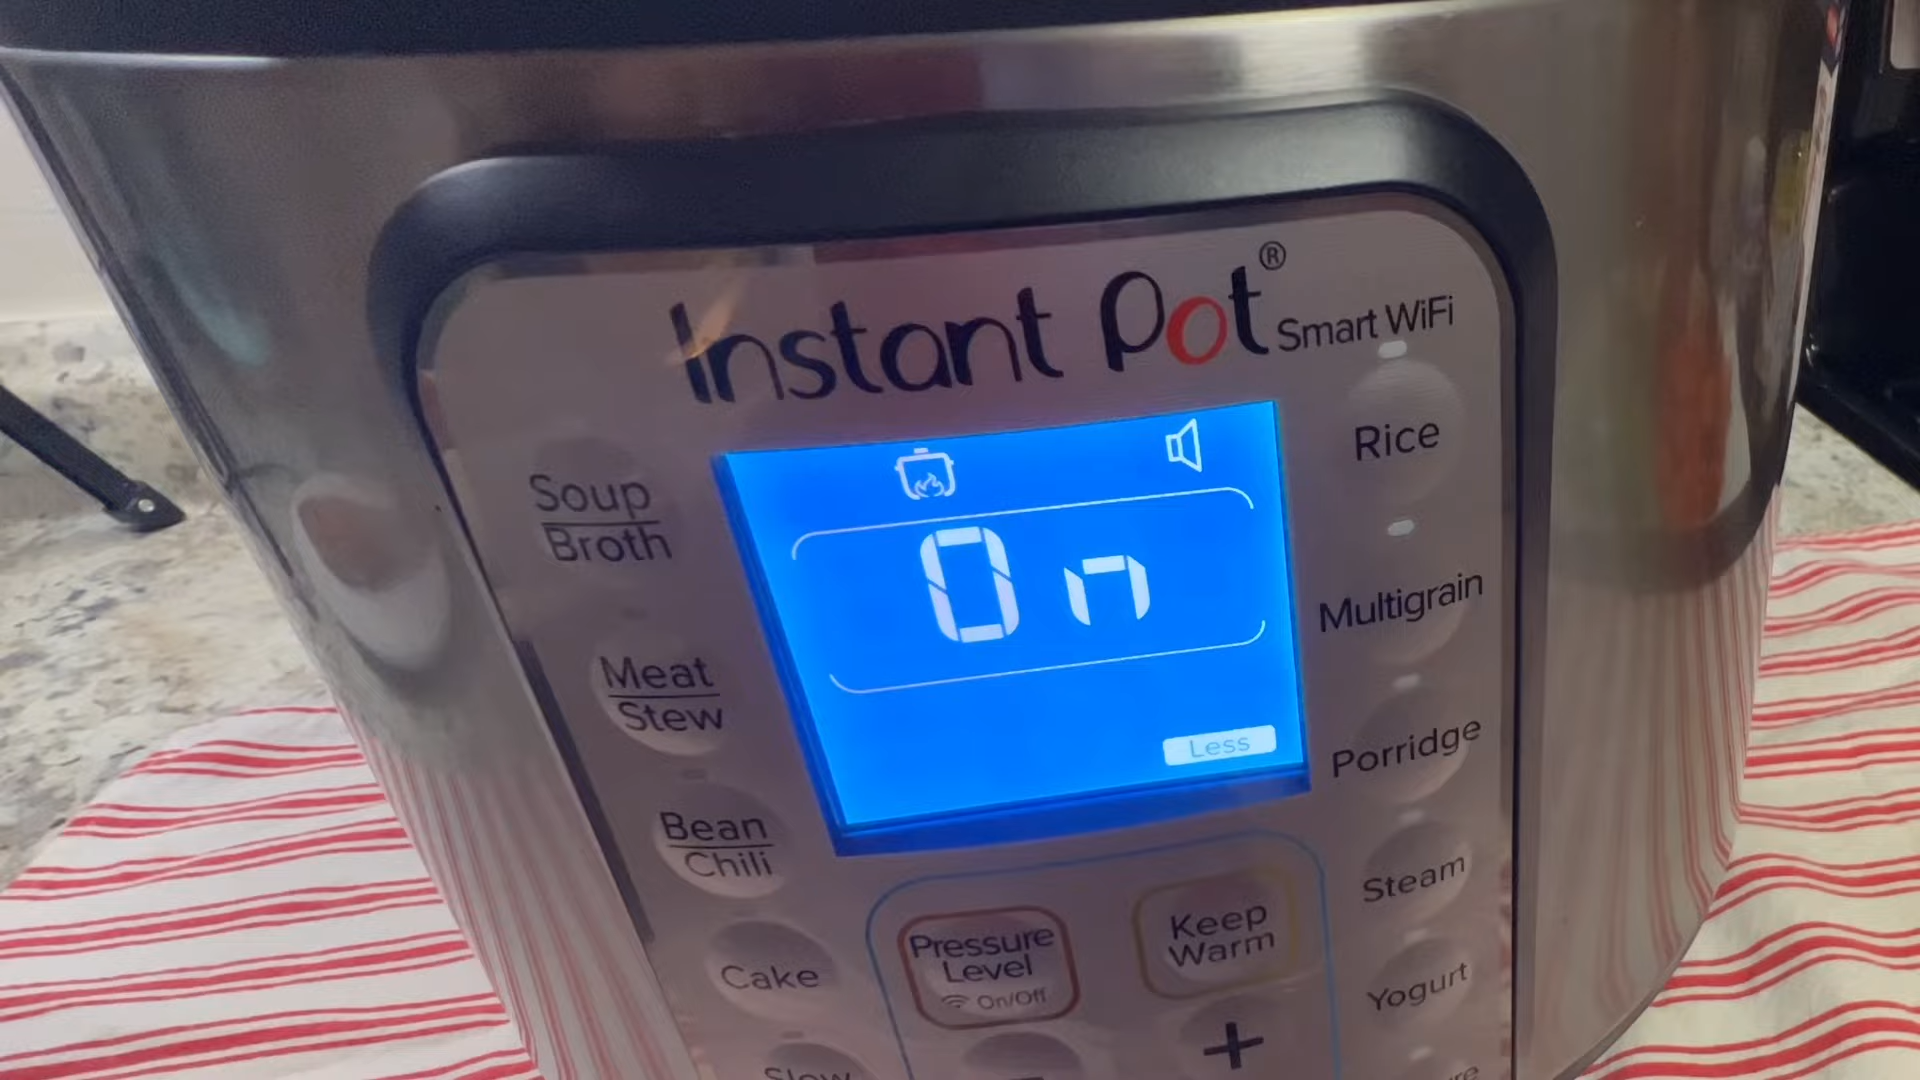 Instant Pot® Smart WiFi
On
Less
Soup
Broth
Meat
Stew
Bean
Chili
Cake
Slow
Pressure
Level
On/Off
Keep
Warm
+
-
Rice
Multigrain
Porridge
Steam
Yogurt